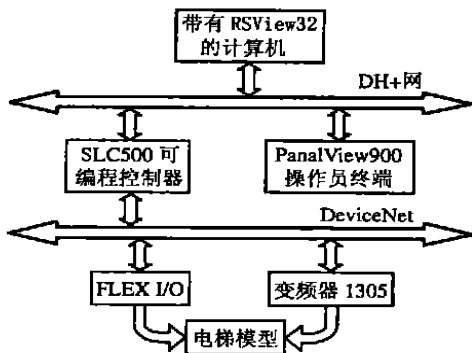 带有 RSView32
的计算机
DH+网
SLC500 可
编程控制器
PanalView900
操作员终端
DeviceNet
FLEX I/O
变频器 1305
电梯模型